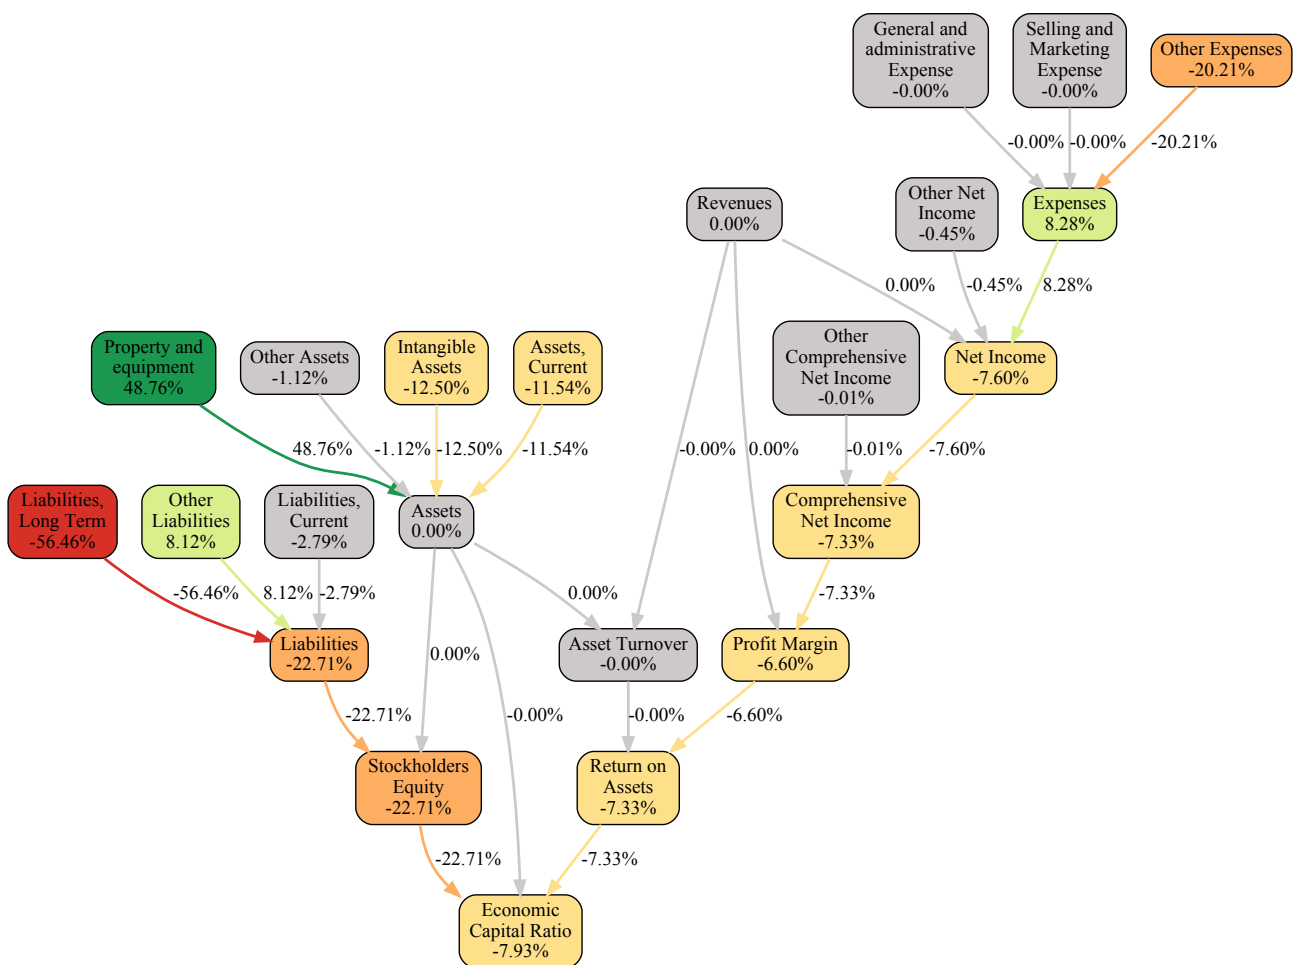 General and
administrative
Expense
-0.00%
Selling and
Marketing
Expense
-0.00%
Other Expenses
-20.21%
-0.00%
-0.00%
-20.21%
Revenues
0.00%
Other Net
Income
-0.45%
Expenses
8.28%
0.00%
-0.45%
8.28%
Property and
equipment
48.76%
Other Assets
-1.12%
Intangible
Assets
-12.50%
Assets,
Current
-11.54%
Other
Comprehensive
Net Income
-0.01%
Net Income
-7.60%
48.76%
-1.12%
-12.50%
-11.54%
-0.00%
0.00%
-0.01%
-7.60%
Liabilities,
Long Term
-56.46%
Other
Liabilities
8.12%
Liabilities,
Current
-2.79%
Assets
0.00%
Comprehensive
Net Income
-7.33%
-56.46%
8.12%
-2.79%
0.00%
-7.33%
Liabilities
-22.71%
0.00%
Asset Turnover
-0.00%
Profit Margin
-6.60%
-22.71%
-0.00%
-0.00%
-6.60%
Stockholders
Equity
-22.71%
Return on
Assets
-7.33%
-22.71%
-7.33%
Economic
Capital Ratio
-7.93%